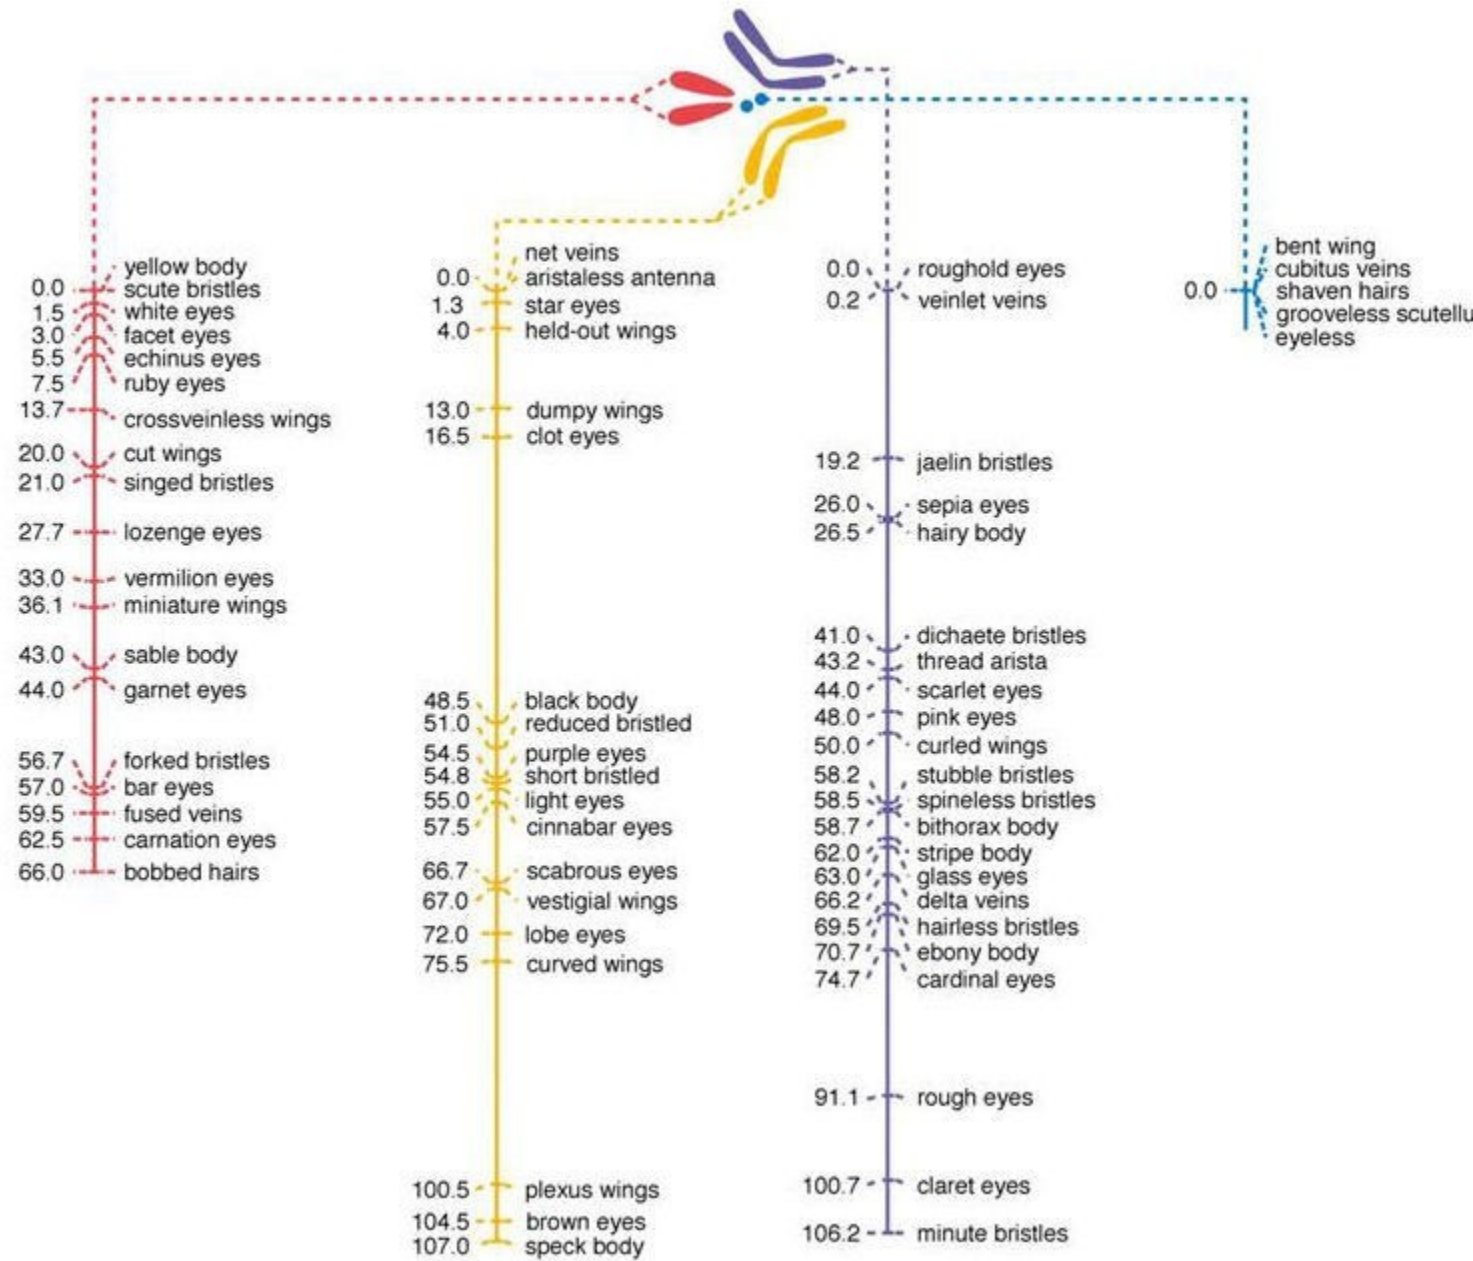 0.0 yellow body
scute bristles
1.5 white eyes
3.0 facet eyes
5.5 echinus eyes
7.5 ruby eyes
13.7 crossveinless wings
20.0 cut wings
21.0 singed bristles
27.7 lozenge eyes
33.0 vermilion eyes
36.1 miniature wings
43.0 sable body
44.0 garnet eyes
56.7 forked bristles
57.0 bar eyes
59.5 fused veins
62.5 carnation eyes
66.0 bobbed hairs
net veins
0.0 aristaless antenna
1.3 star eyes
4.0 held-out wings
13.0 dumpy wings
16.5 clot eyes
48.5 black body
51.0 reduced bristled
54.5 purple eyes
54.8 short bristled
55.0 light eyes
57.5 cinnabar eyes
66.7 scabrous eyes
67.0 vestigial wings
72.0 lobe eyes
75.5 curved wings
100.5 plexus wings
104.5 brown eyes
107.0 speck body
0.0 roughold eyes
0.2 veinlet veins
19.2 jaelin bristles
26.0 sepia eyes
26.5 hairy body
41.0 dichaete bristles
43.2 thread arista
44.0 scarlet eyes
48.0 pink eyes
50.0 curled wings
58.2 stubble bristles
58.5 spineless bristles
58.7 bithorax body
62.0 stripe body
63.0 glass eyes
66.2 delta veins
69.5 hairless bristles
70.7 ebony body
74.7 cardinal eyes
91.1 rough eyes
100.7 claret eyes
106.2 minute bristles
bent wing
cubitus veins
0.0 shaven hairs
grooveless scutellu
eyeless